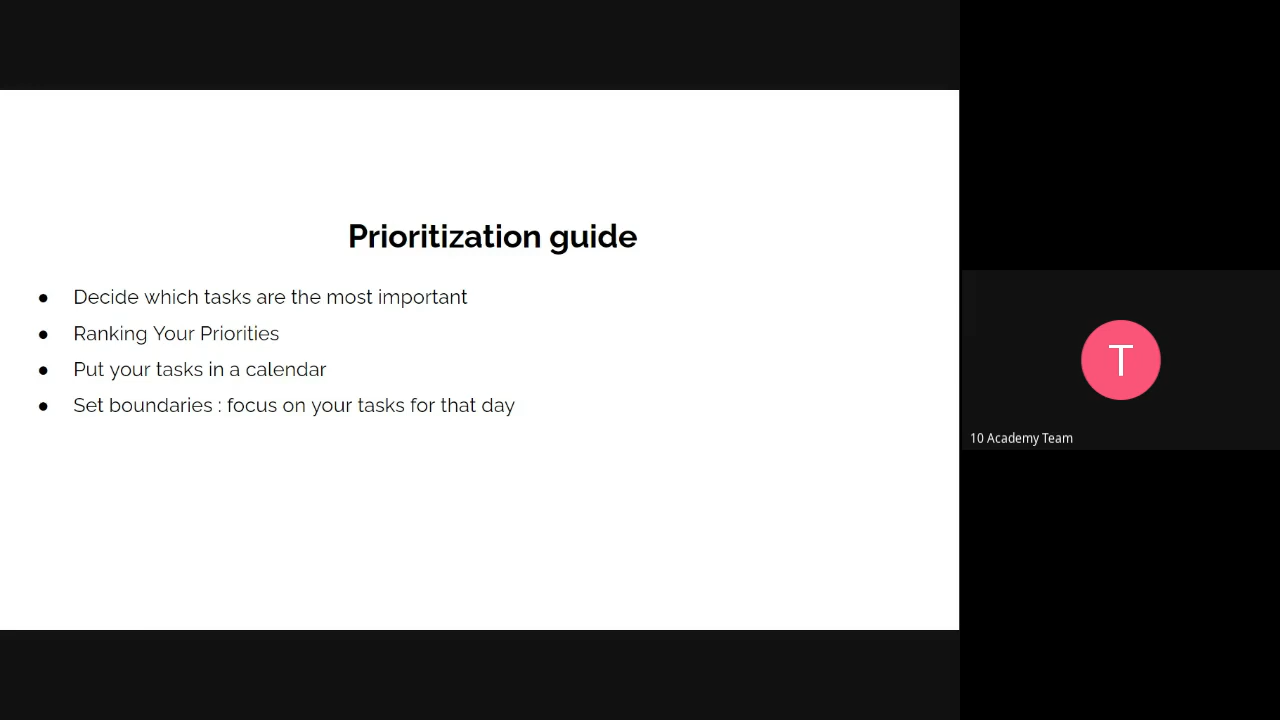 Prioritization guide
● Decide which tasks are the most important
● Ranking Your Priorities
● Put your tasks in a calendar
● Set boundaries : focus on your tasks for that day
T
10 Academy Team